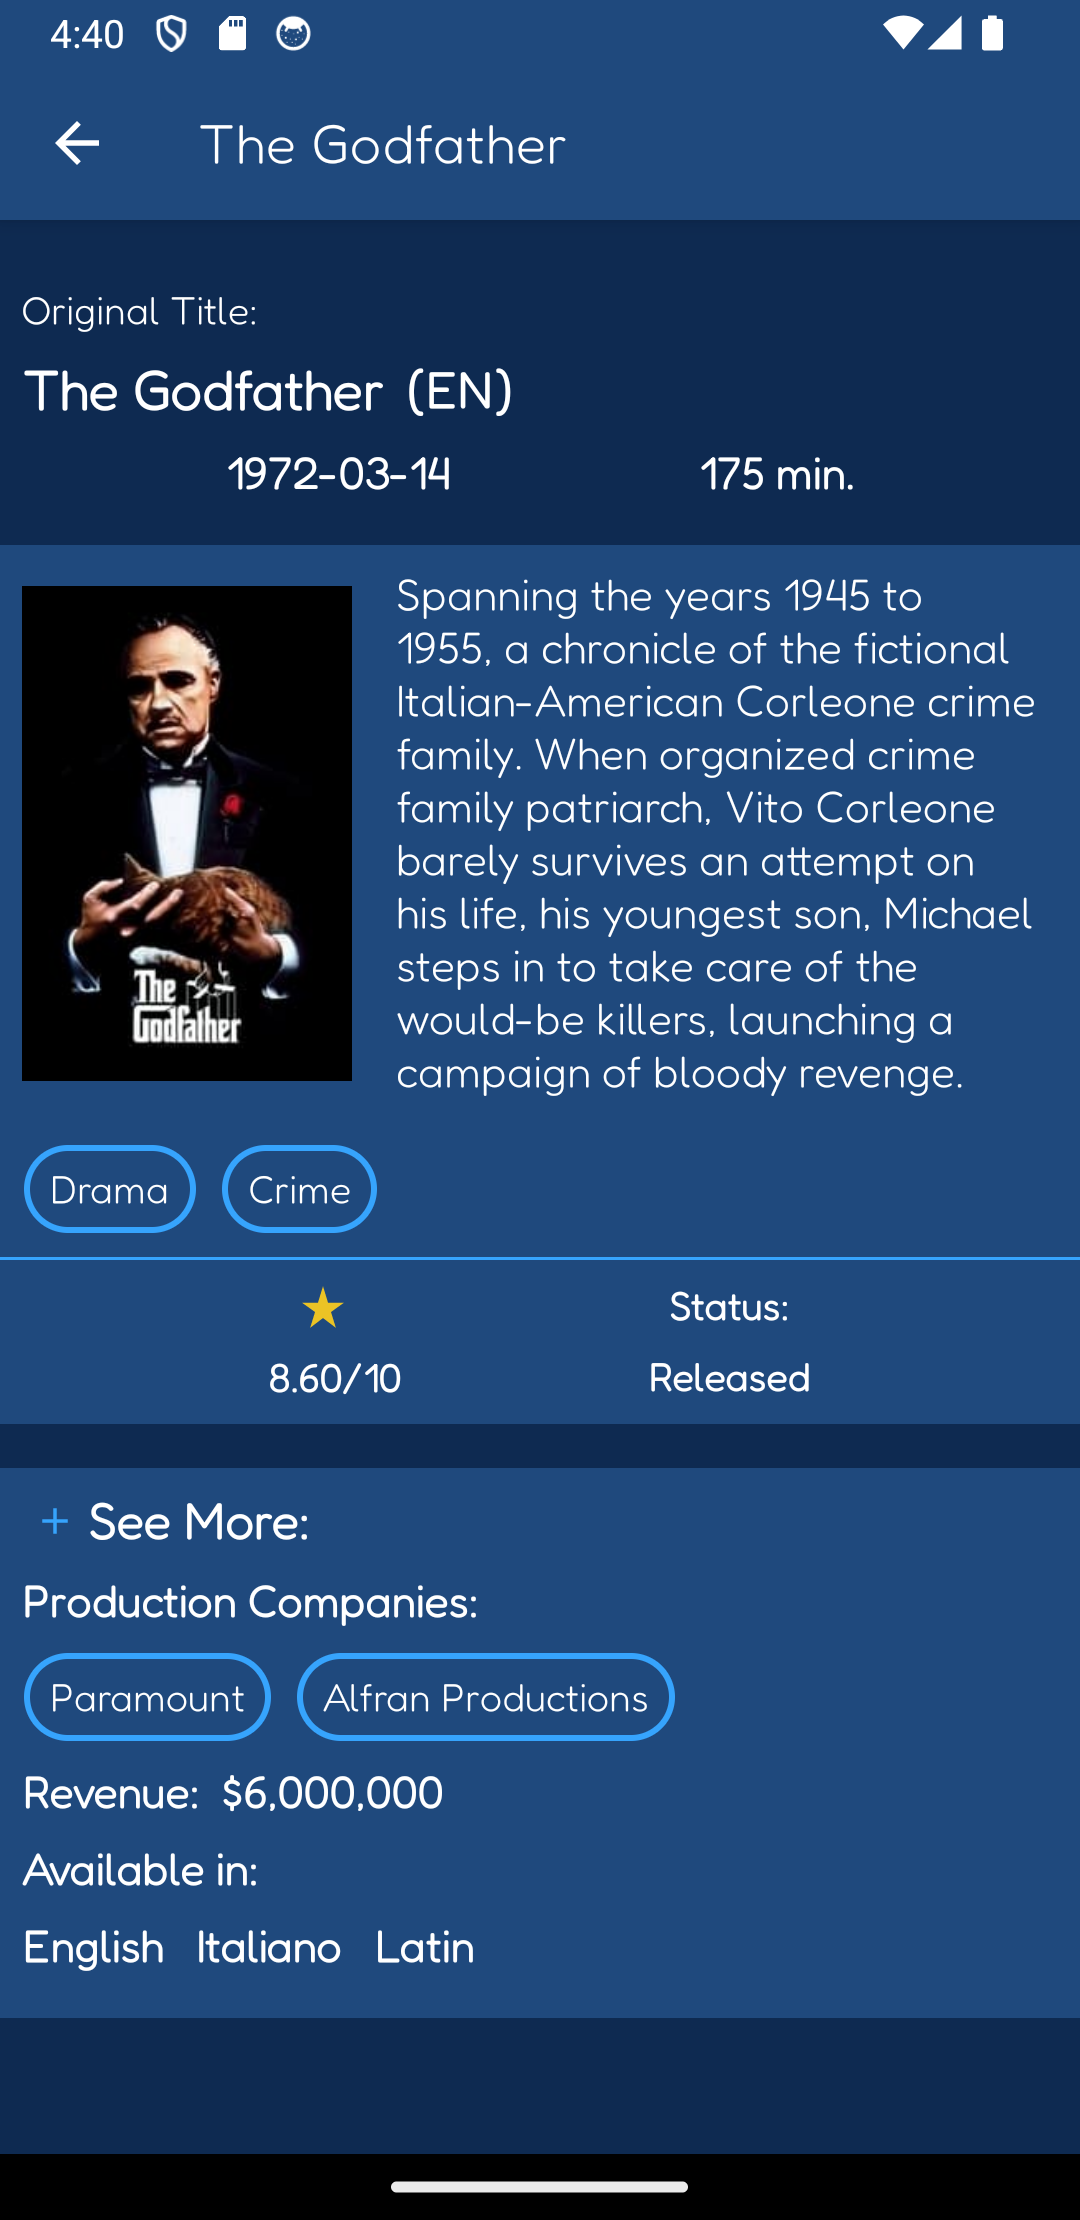 4:40
The Godfather
Original Title:
The Godfather (EN)
1972-03-14 175 min.
Spanning the years 1945 to
1955, a chronicle of the fictional
Italian-American Corleone crime
family. When organized crime
family patriarch, Vito Corleone
barely survives an attempt on
his life, his youngest son, Michael
steps in to take care of the
would-be killers, launching a
campaign of bloody revenge.
The
Godfather
Drama Crime
Status:
8.60/10 Released
+ See More:
Production Companies:
Paramount Alfran Productions
Revenue: $6,000,000
Available in:
English Italiano Latin